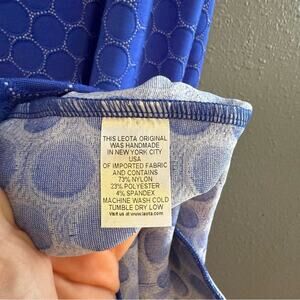 THIS LEOTA ORIGINAL
WAS HANDMADE
IN NEW YORK CITY
USA
OF IMPORTED FABRIC
AND CONTAINS
73% NYLON
23% POLYESTER
4% SPANDEX
MACHINE WASH COLD
TUMBLE DRY LOW
Visit us at www.leota.com